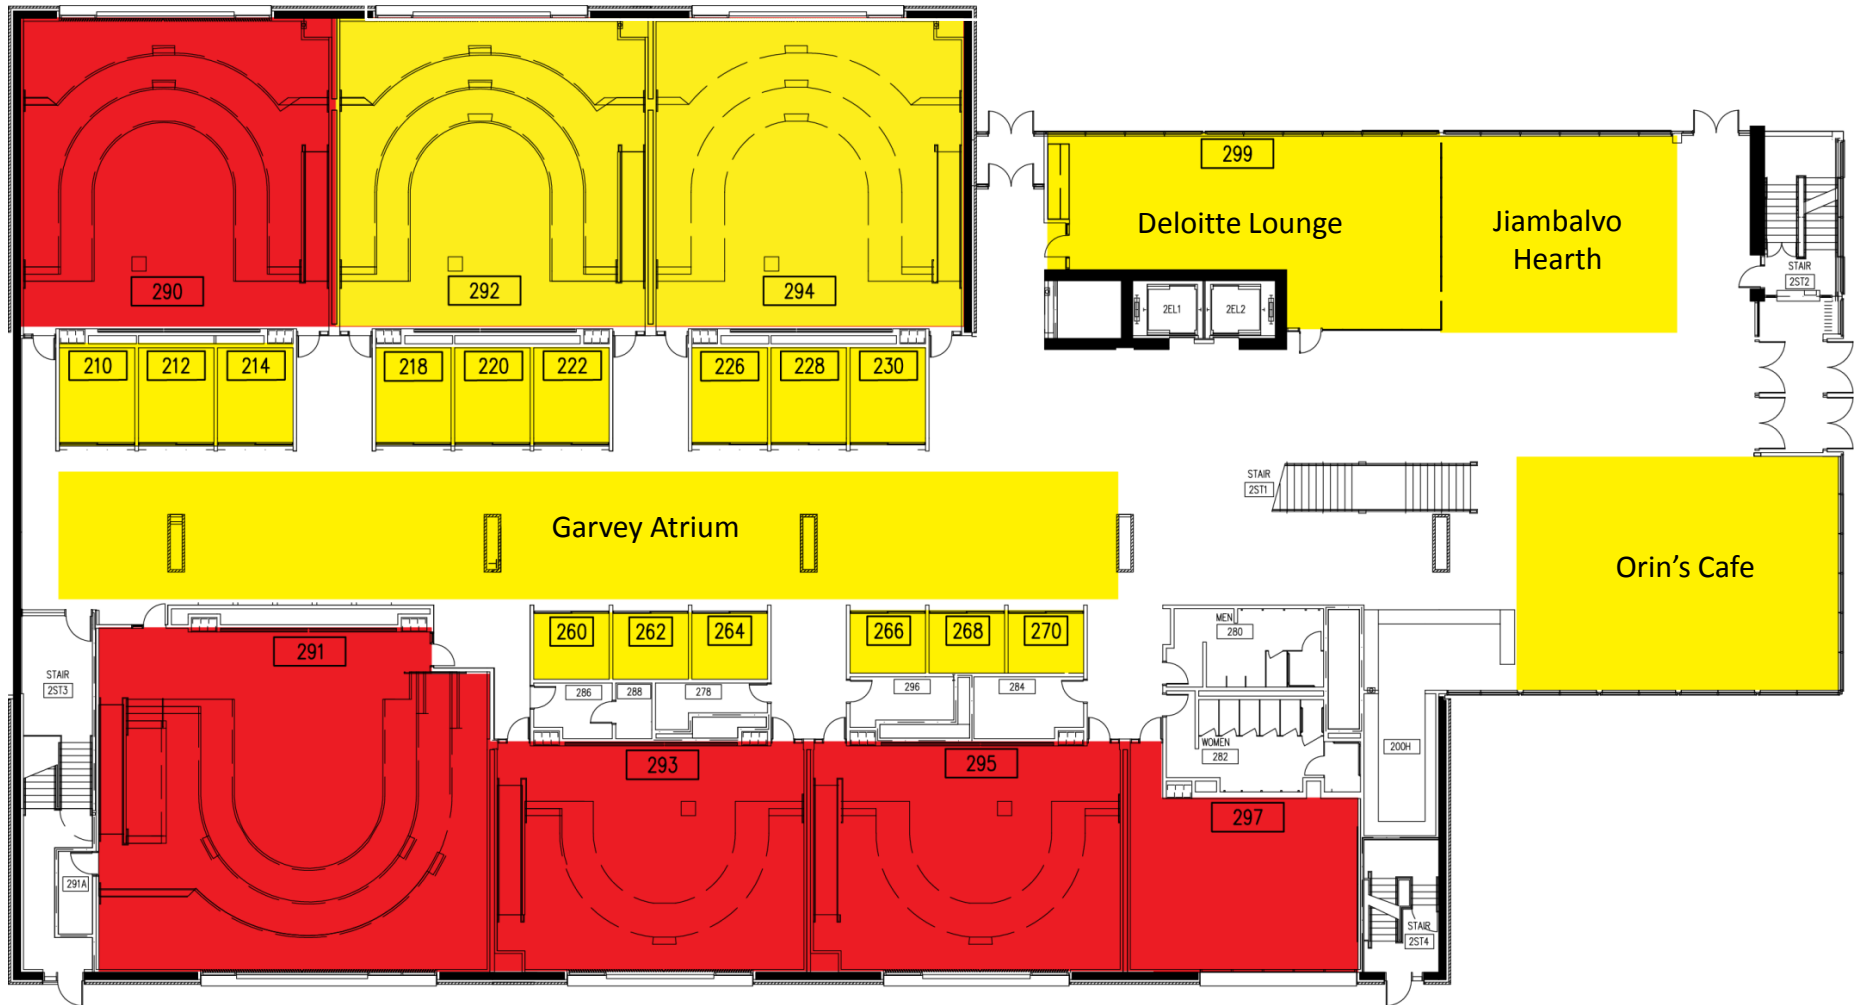 299
Deloitte Lounge
Jiambalvo
Hearth
290
292
294
STAIR
2ST2
2EL1
2EL2
210
212
214
218
220
222
226
228
230
STAIR
2ST1
Garvey Atrium
Orin's Cafe
260
262
264
266
268
270
MEN
280
291
STAIR
2ST3
286
288
278
296
284
WOMEN
282
200H
293
295
297
291A
STAIR
2ST4